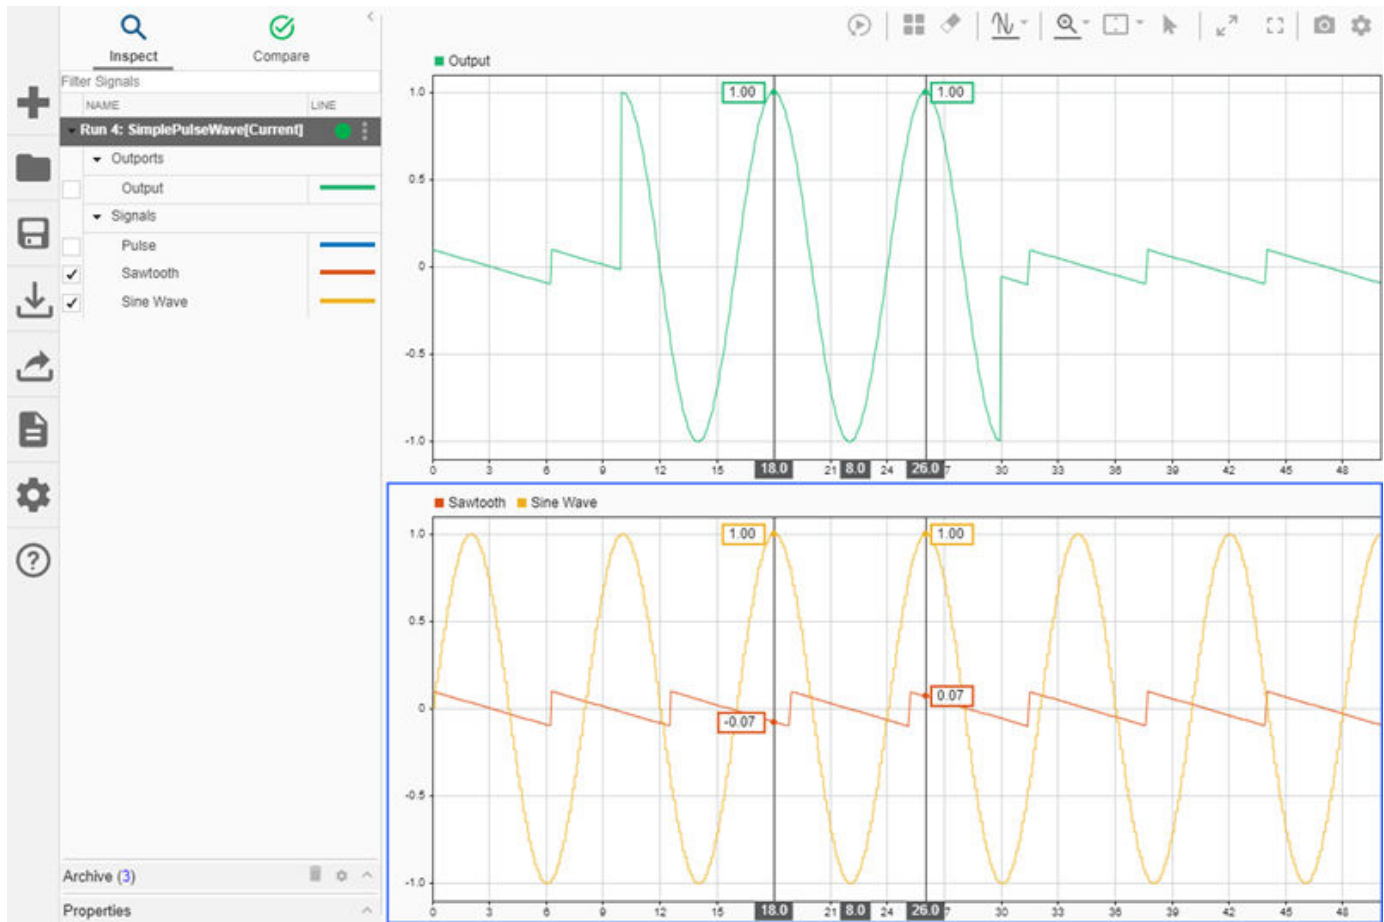 Inspect
Compare
Filter Signals
NAME LINE
Run 4: SimplePulseWave[Current]
Outports
Output
Signals
Pulse
Sawtooth
Sine Wave
Archive (3)
Properties
Output
1.0
0.5
0
-0.5
-1.0
1.00 1.00
0 3 6 9 12 15 18.0 21 8.0 24 26.0 7 30 33 36 39 42 45 48
Sawtooth Sine Wave
1.0
0.5
0
-0.5
-1.0
1.00 1.00
-0.07 0.07
0 3 6 9 12 15 18.0 21 8.0 24 26.0 7 30 33 36 39 42 45 48